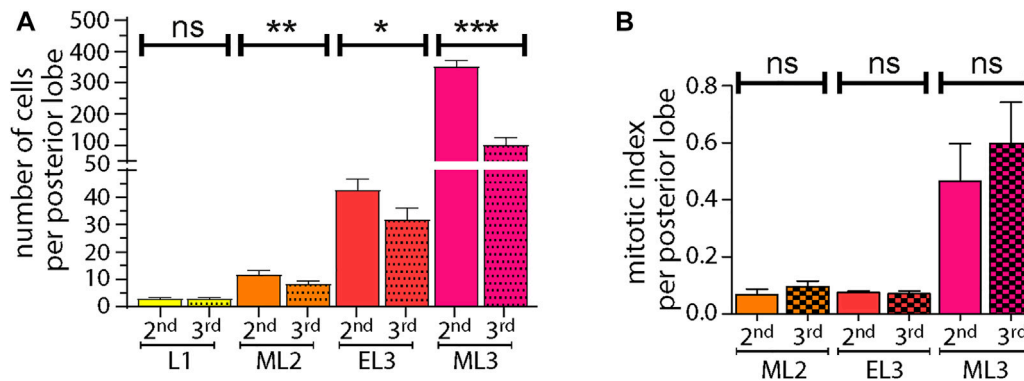 A
number of cells
per posterior lobe
500
400
300
200
100
50
40
30
20
10
0
ns
**
*
***
2nd 3rd 2nd 3rd 2nd 3rd 2nd 3rd
L1 ML2 EL3 ML3
B
mitotic index
per posterior lobe
0.8
0.6
0.4
0.2
0.0
ns ns ns
2nd 3rd 2nd 3rd 2nd 3rd
ML2 EL3 ML3